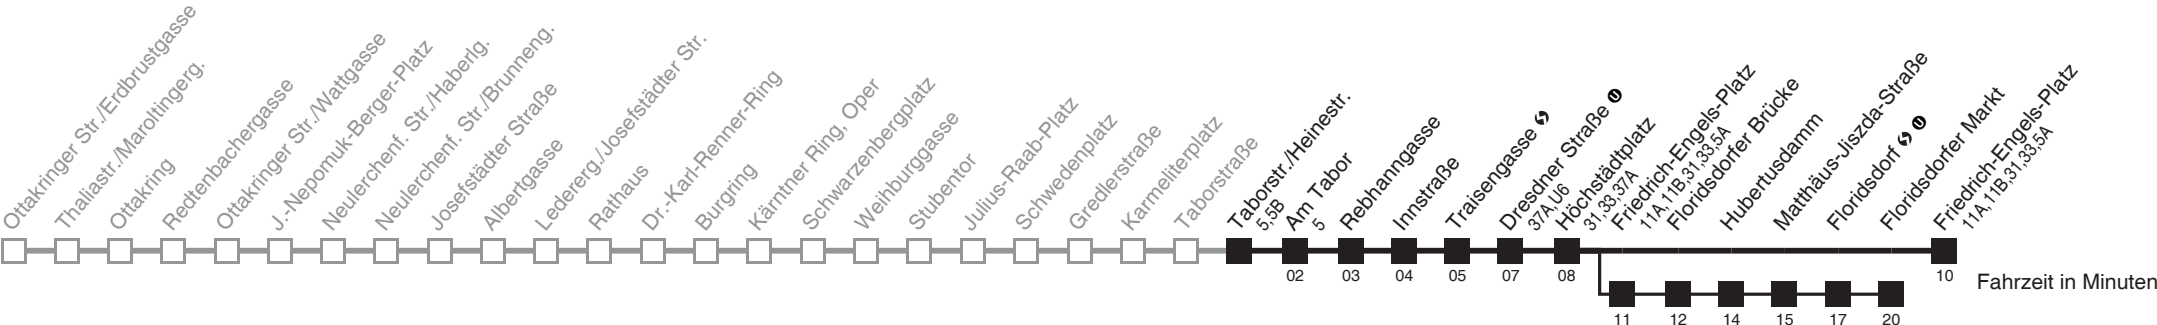 Ottakringer Str./Erdbrustgasse
Thaliastr./Maroltingerg.
Ottakring
Redtenbachergasse
Ottakringer Str./Wattgasse
J.-Nepomuk-Berger-Platz
Neulerchenf. Str./Haberlg.
Neulerchenf. Str./Brunneng.
Josefstädter Straße
Albertgasse
Ledererg./Josefstädter Str.
Rathaus
Dr.-Karl-Renner-Ring
Burgring
Kärntner Ring, Oper
Schwarzenbergplatz
Weihburggasse
Stubentor
Julius-Raab-Platz
Schwedenplatz
Gredlerstraße
Karmeliterplatz
Taborstraße
Taborstr./Heinestr.
5,5B
Am Tabor
5
Rebhanngasse
Innstraße
Traisengasse
Dresdner Straße U
37A,U6
Höchstädtplatz
31,33,37A
Friedrich-Engels-Platz
11A,11B,31,33,5A
Floridsdorfer Brücke
Hubertusdamm
Matthäus-Jiszda-Straße
Floridsdorf U
Floridsdorfer Markt
Friedrich-Engels-Platz
11A,11B,31,33,5A
02 03 04 05 07 08 10
Fahrzeit in Minuten
11 12 14 15 17 20